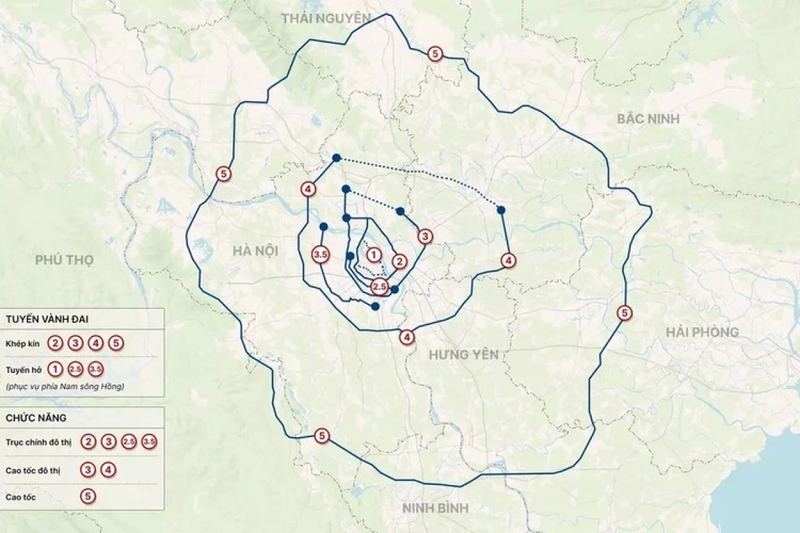 THÁI NGUYÊN
5
BẮC NINH
4
5
3
HÀ NỘI
3.5
1
2
4
PHÚ THỌ
2.5
5
HẢI PHÒNG
4
HƯNG YÊN
5
NINH BÌNH
TUYẾN VÀNH ĐAI
Khép kín 2 3 4 5
Tuyến hở 1 2.5 3.5
(phục vụ phía Nam sông Hồng)
CHỨC NĂNG
Trục chính đô thị 2 3 2.5 3.5
Cao tốc đô thị 3 4
Cao tốc 5